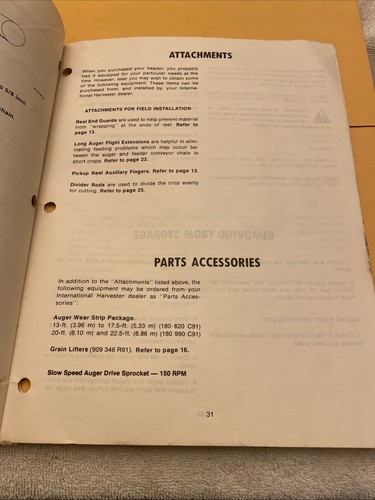 o 5/8 inch.
hain
ATTACHMENTS
When you purchased your header, you probably
had it equipped for your particular needs at the
time. However, later you may wish to obtain some
of the following equipment. These items can be
purchased from, and installed by, your Interna-
tional Harvester dealer.
ATTACHMENTS FOR FIELD INSTALLATION
Reel End Guards are used to help prevent material
from "wrapping" at the ends of reel. Refer to
page 13.
Long Auger Flight Extensions are helpful in elim-
inating feeding problems which may occur be-
tween the auger and feeder conveyor chain in
short crops. Refer to page 23.
Pickup Reel Auxiliary Fingers. Refer to page 13.
Divider Rods are used to divide the crop evenly
for cutting. Refer to page 25.
REMOVING FROM STORAGE
PARTS ACCESSORIES
In addition to the "Attachments" listed above, the
following equipment may be ordered from your
International Harvester dealer as "Parts Acces-
sories":
Auger Wear Strip Package.
13-ft. (3.96 m) to 17.5-ft. (5.33 m) (180 620 C91)
20-ft. (6.10 m) and 22.5-ft. (6.86 m) (180 990 C91)
Grain Lifters (909 346 R91). Refer to page 16.
Slow Speed Auger Drive Sprocket — 150 RPM
31